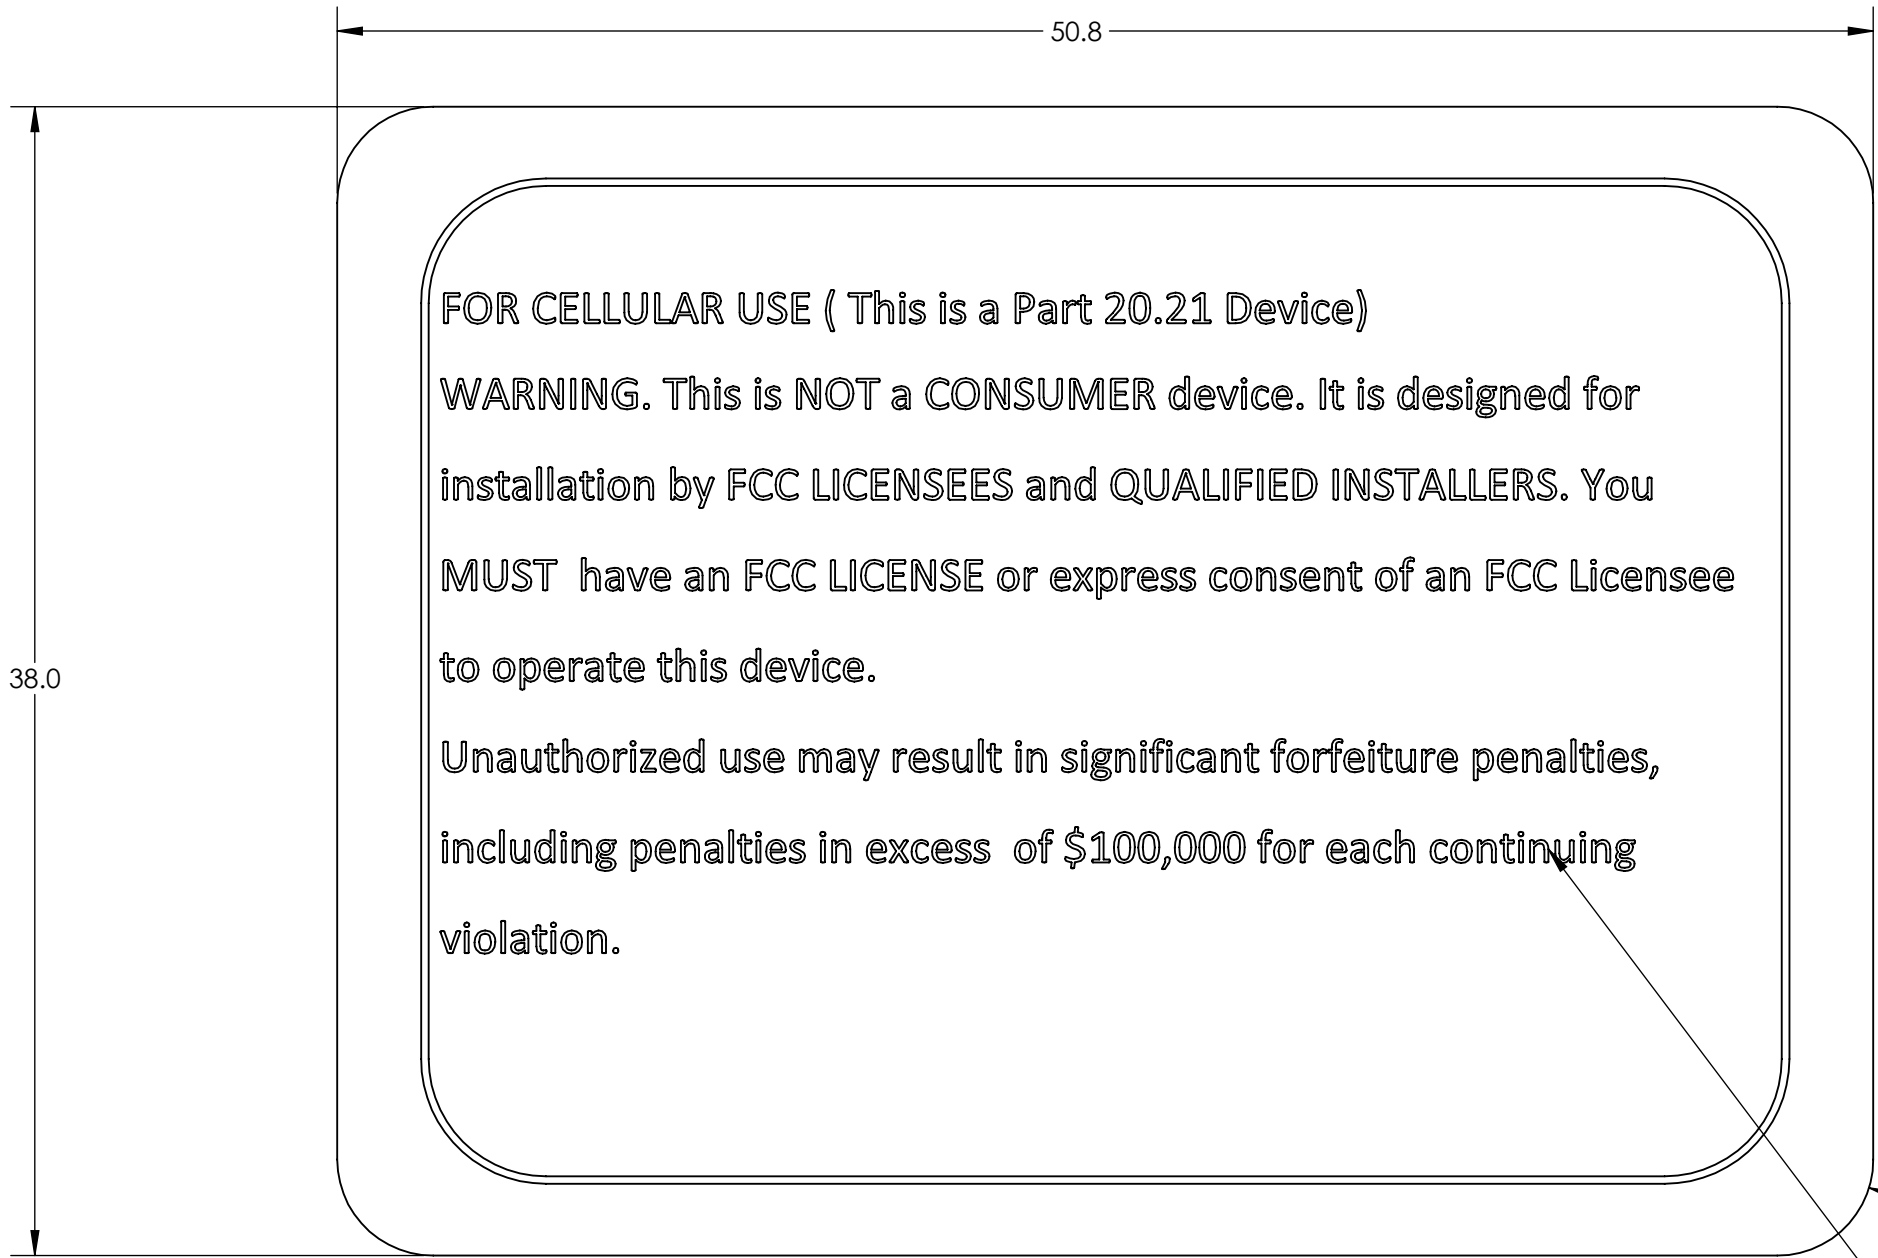 50.8
38.0
FOR CELLULAR USE ( This is a Part 20.21 Device)
WARNING. This is NOT a CONSUMER device. It is designed for
installation by FCC LICENSEES and QUALIFIED INSTALLERS. You
MUST  have an FCC LICENSE or express consent of an FCC Licensee
to operate this device.
Unauthorized use may result in significant forfeiture penalties,
including penalties in excess  of $100,000 for each continuing
violation.